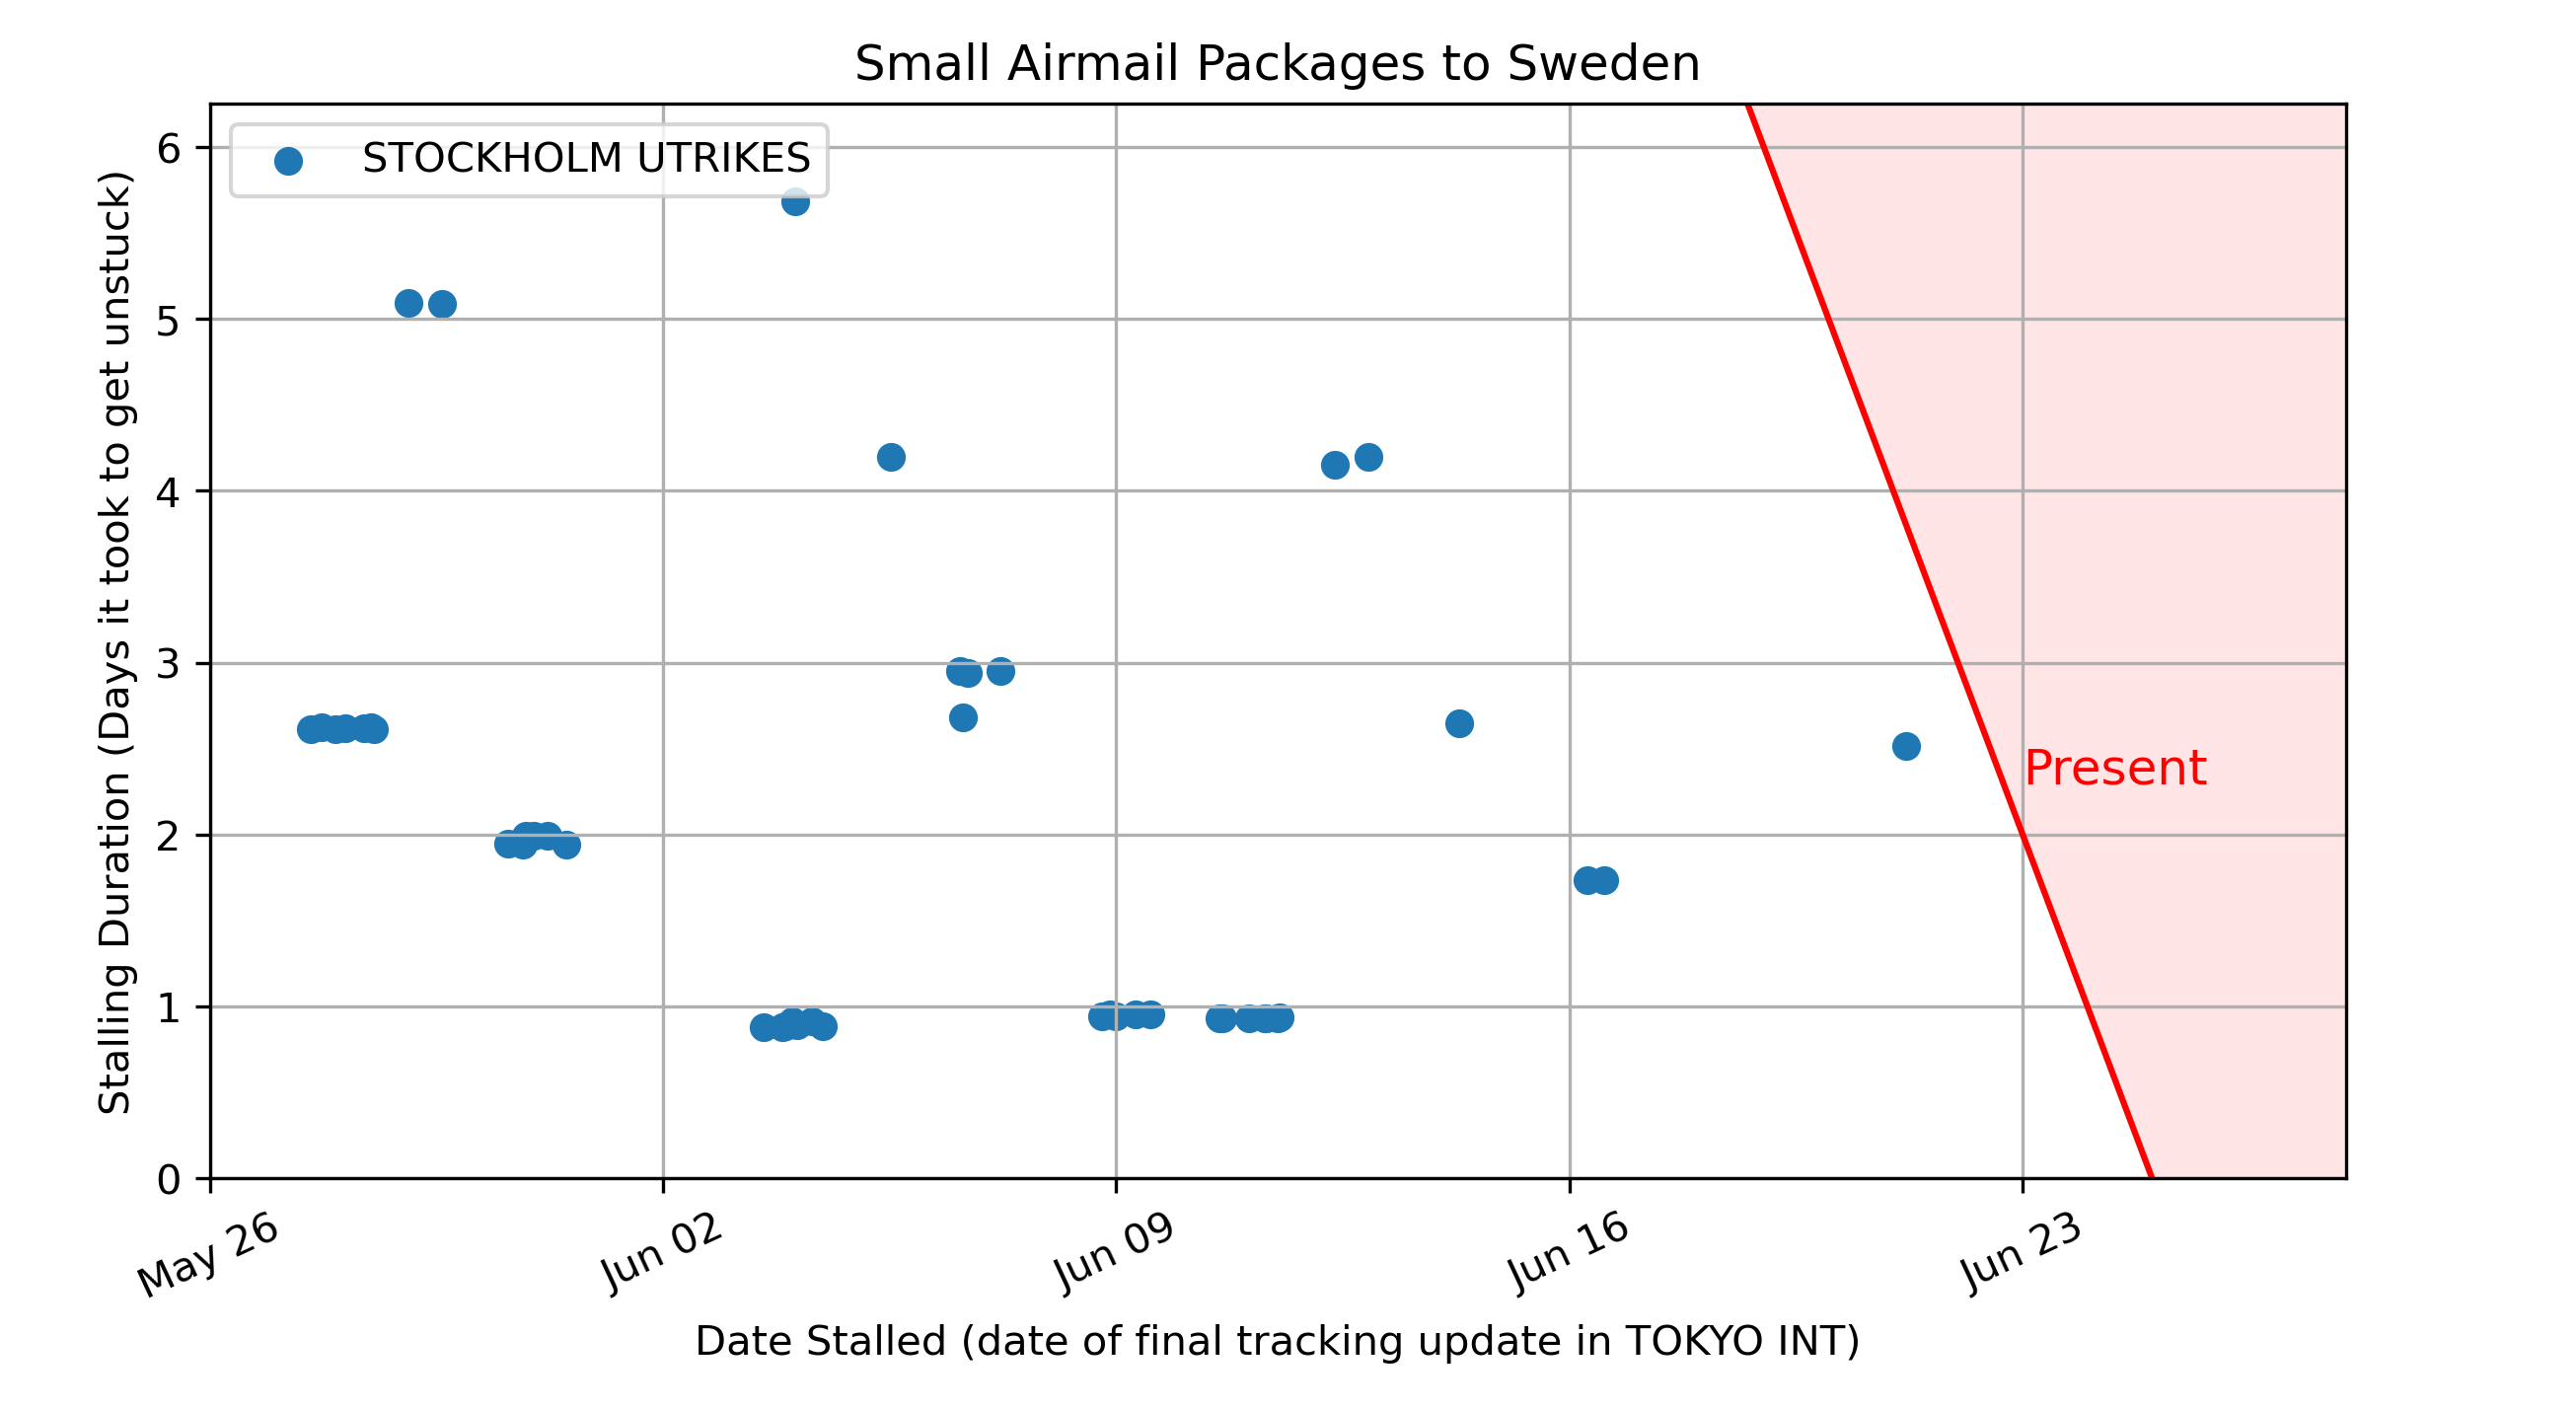 Small Airmail Packages to Sweden
STOCKHOLM UTRIKES
Stalling Duration (Days it took to get unstuck)
6
5
4
3
2
1
0
Present
May 26
Jun 02
Jun 09
Jun 16
Jun 23
Date Stalled (date of final tracking update in TOKYO INT)